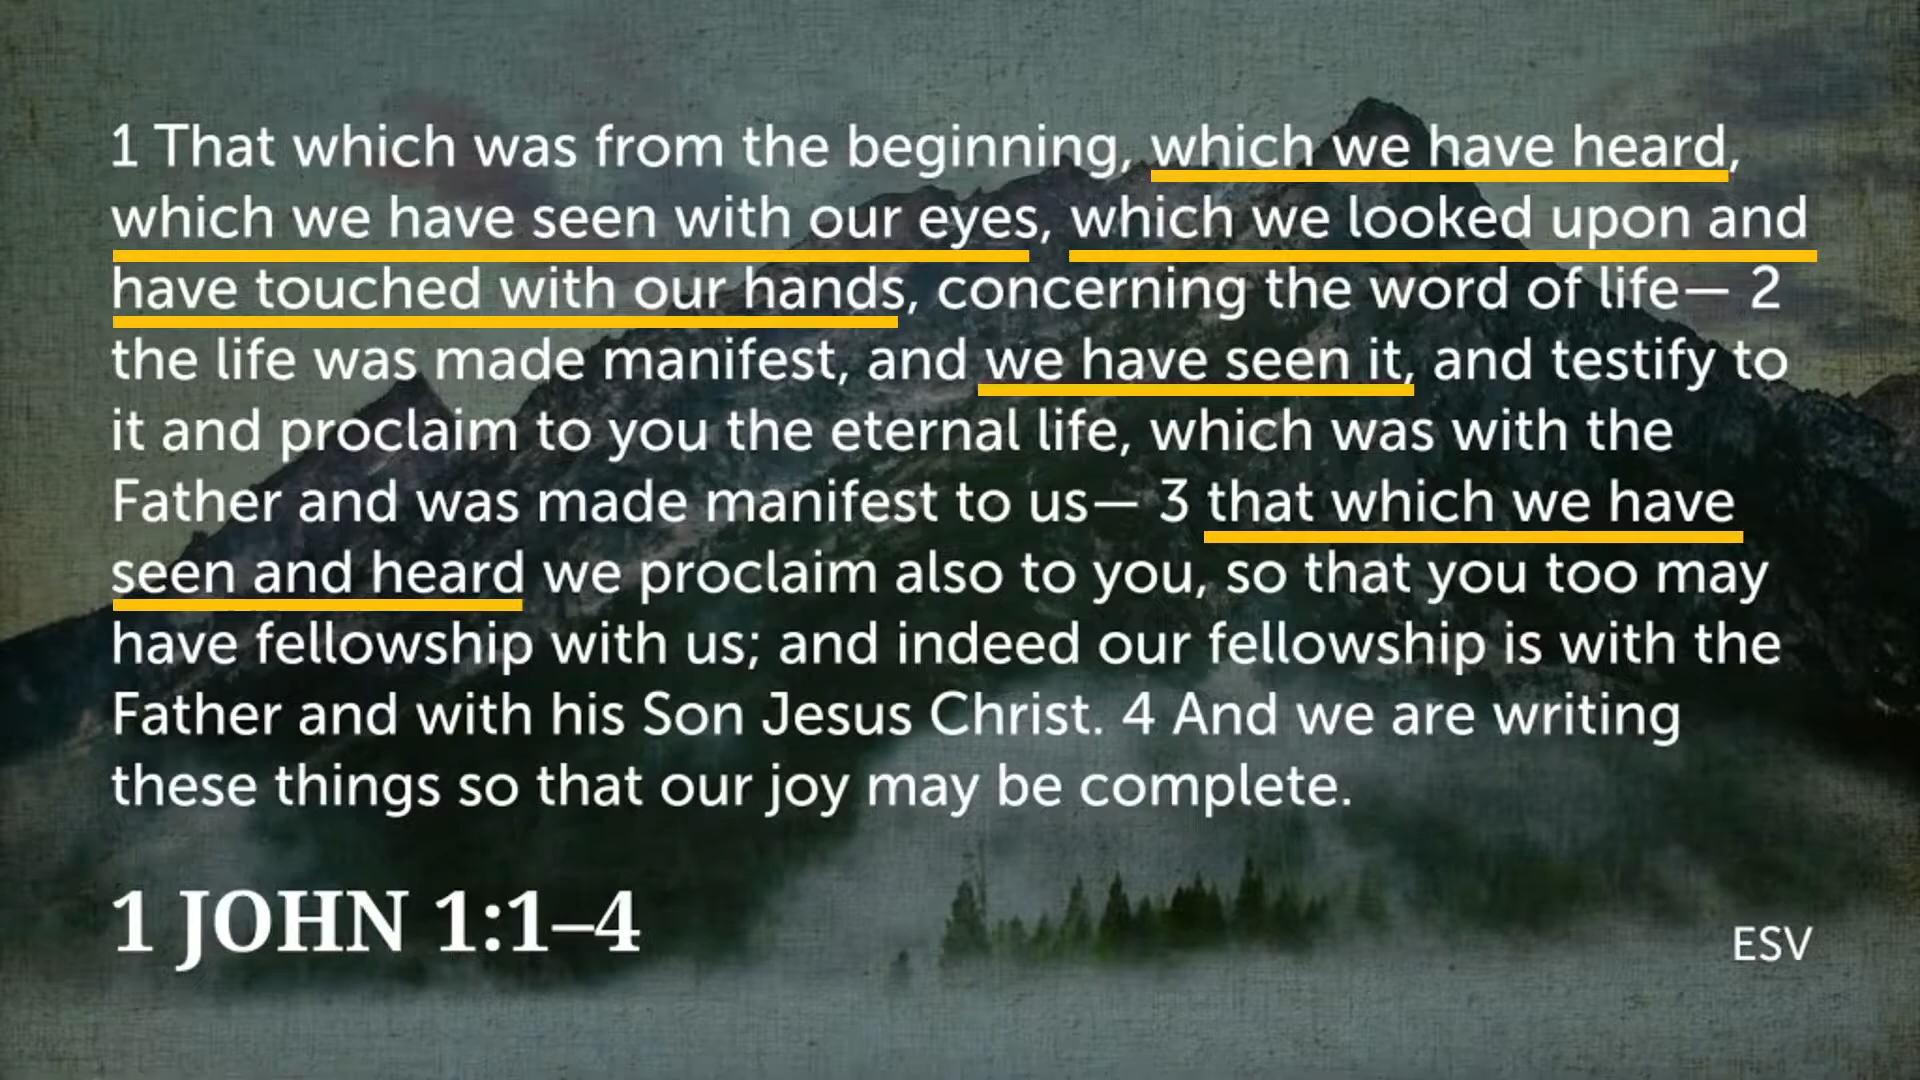 1 That which was from the beginning, which we have heard,
which we have seen with our eyes, which we looked upon and
have touched with our hands, concerning the word of life— 2
the life was made manifest, and we have seen it, and testify to
it and proclaim to you the eternal life, which was with the
Father and was made manifest to us— 3 that which we have
seen and heard we proclaim also to you, so that you too may
have fellowship with us; and indeed our fellowship is with the
Father and with his Son Jesus Christ. 4 And we are writing
these things so that our joy may be complete.
1 JOHN 1:1–4
ESV